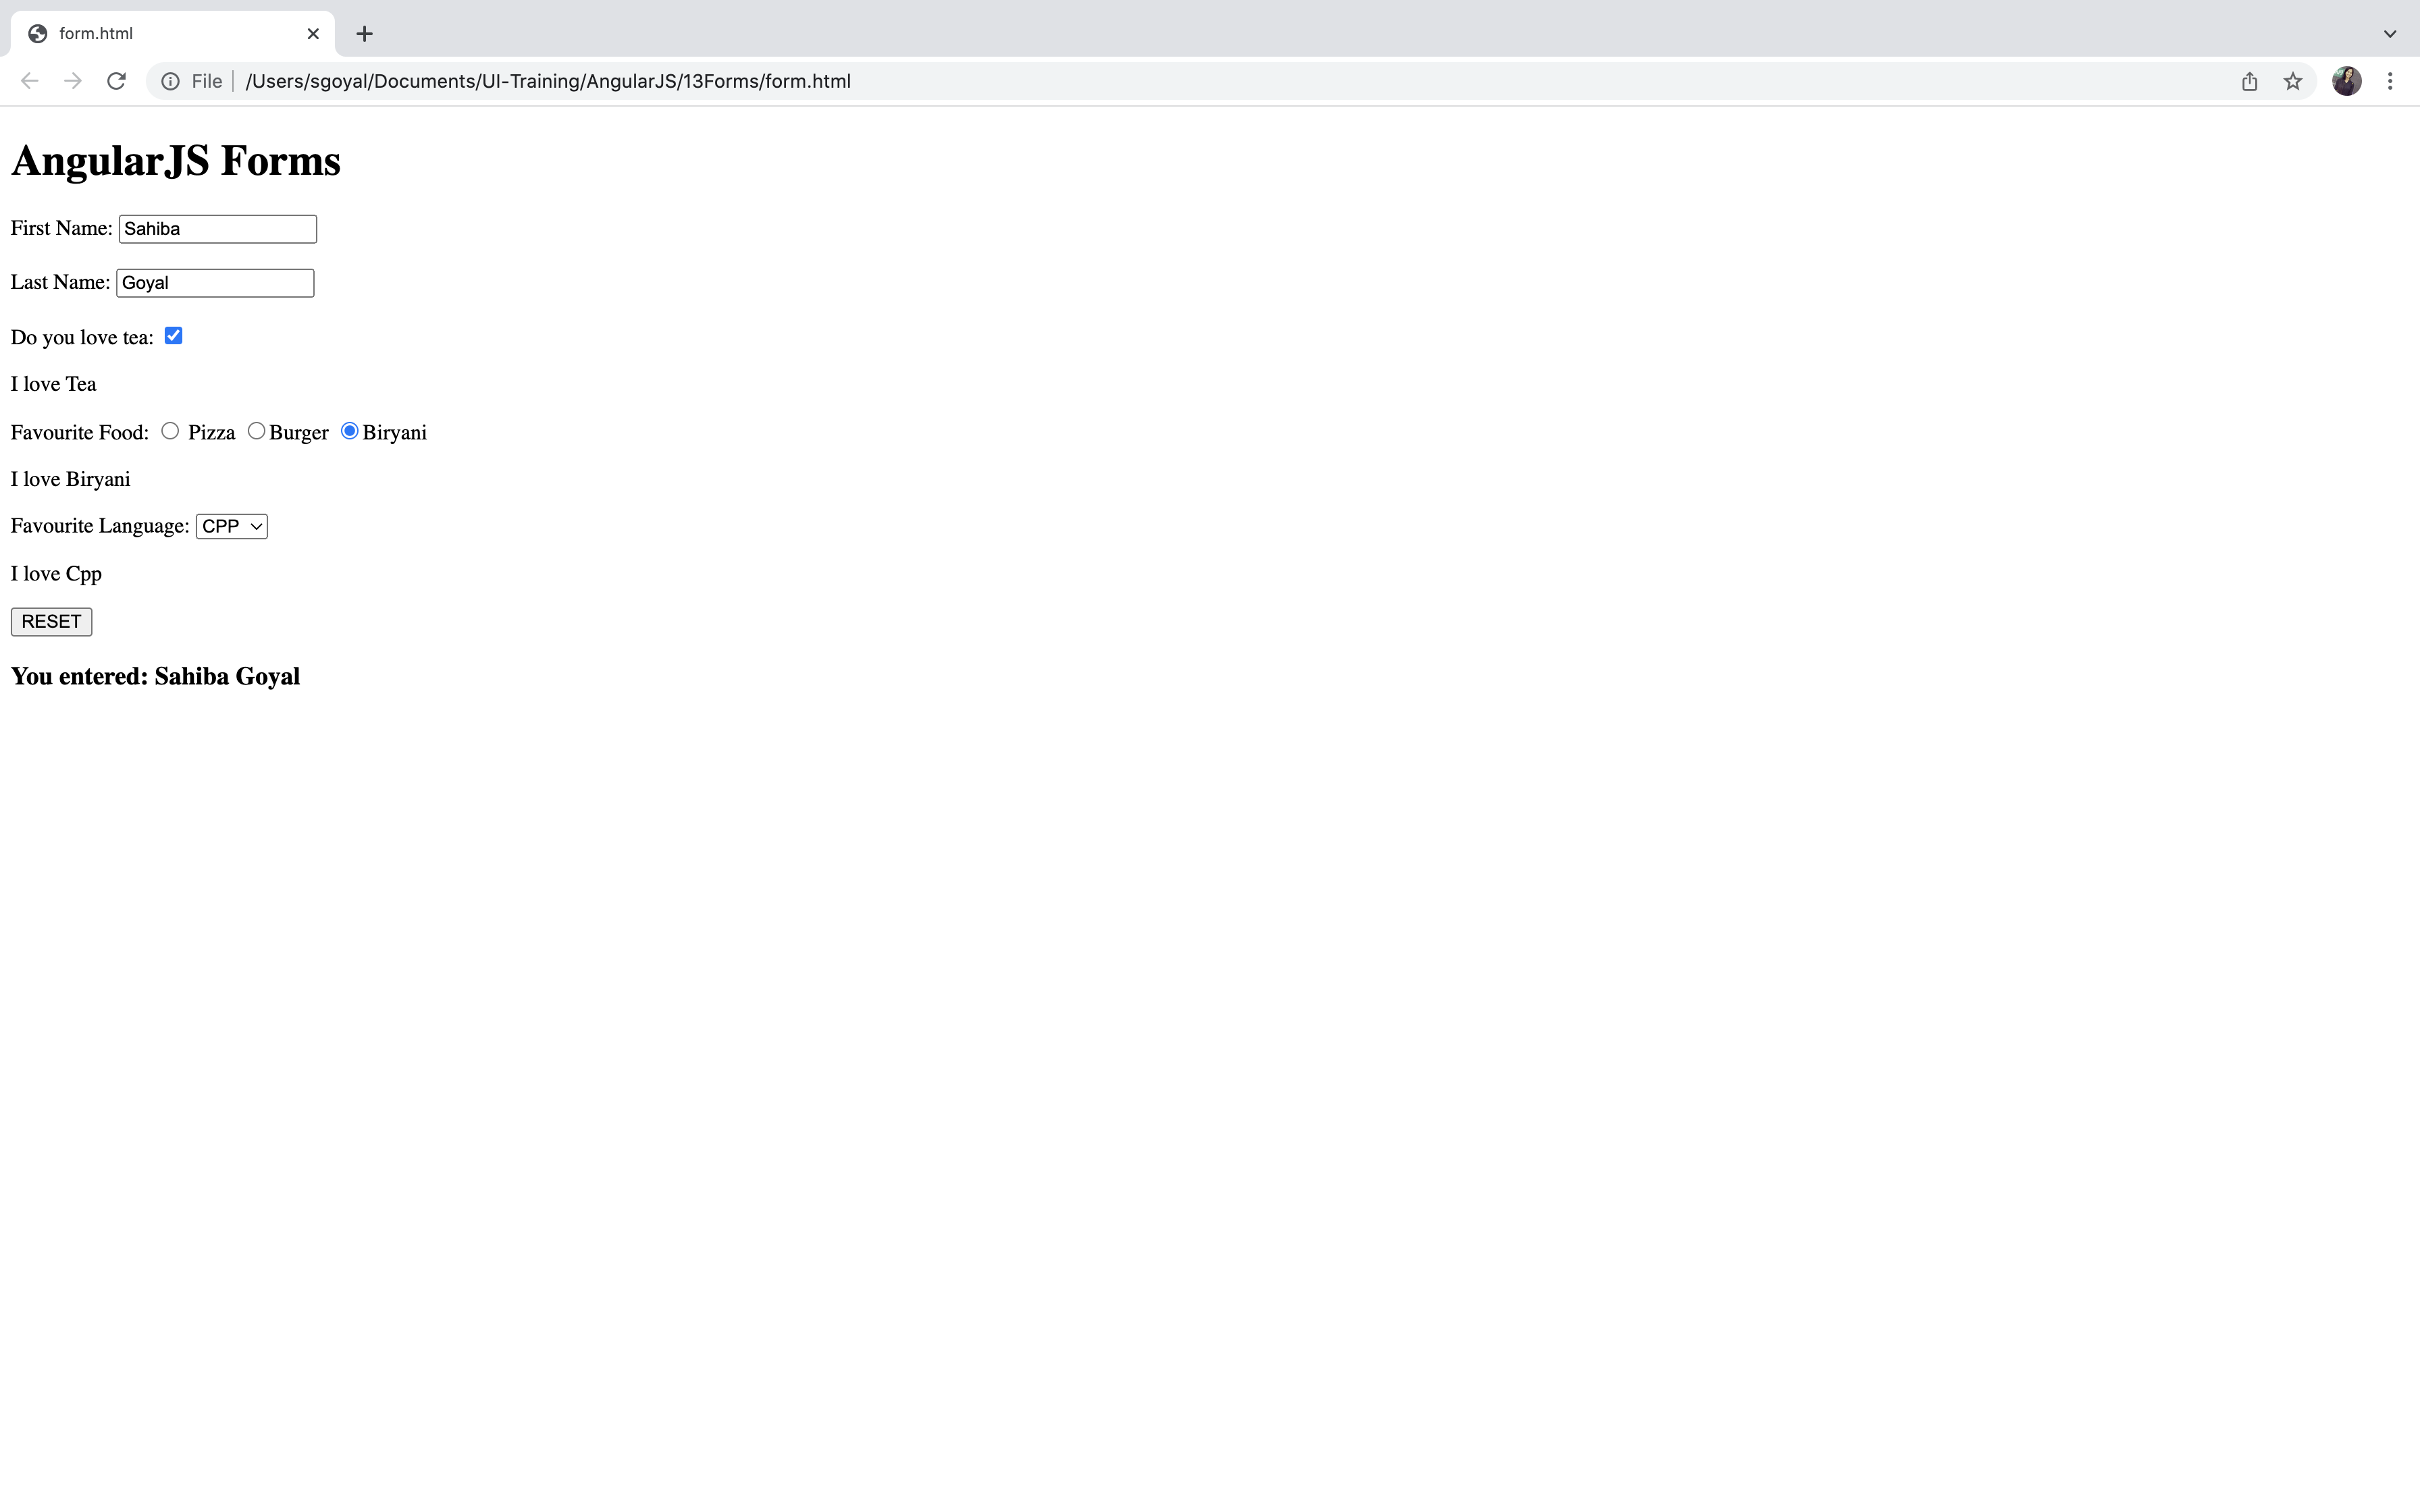 form.html
File /Users/sgoyal/Documents/UI-Training/AngularJS/13Forms/form.html
AngularJS Forms
First Name: Sahiba
Last Name: Goyal
Do you love tea:
I love Tea
Favourite Food: Pizza Burger Biryani
I love Biryani
Favourite Language: CPP
I love Cpp
RESET
You entered: Sahiba Goyal